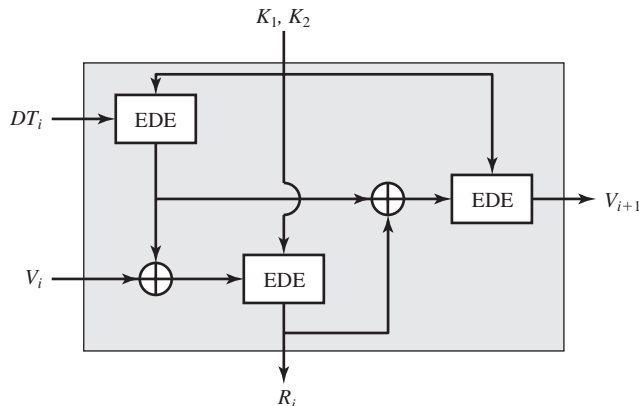 K₁, K₂
DTᵢ
EDE
EDE
Vᵢ₊₁
Vᵢ
EDE
Rᵢ